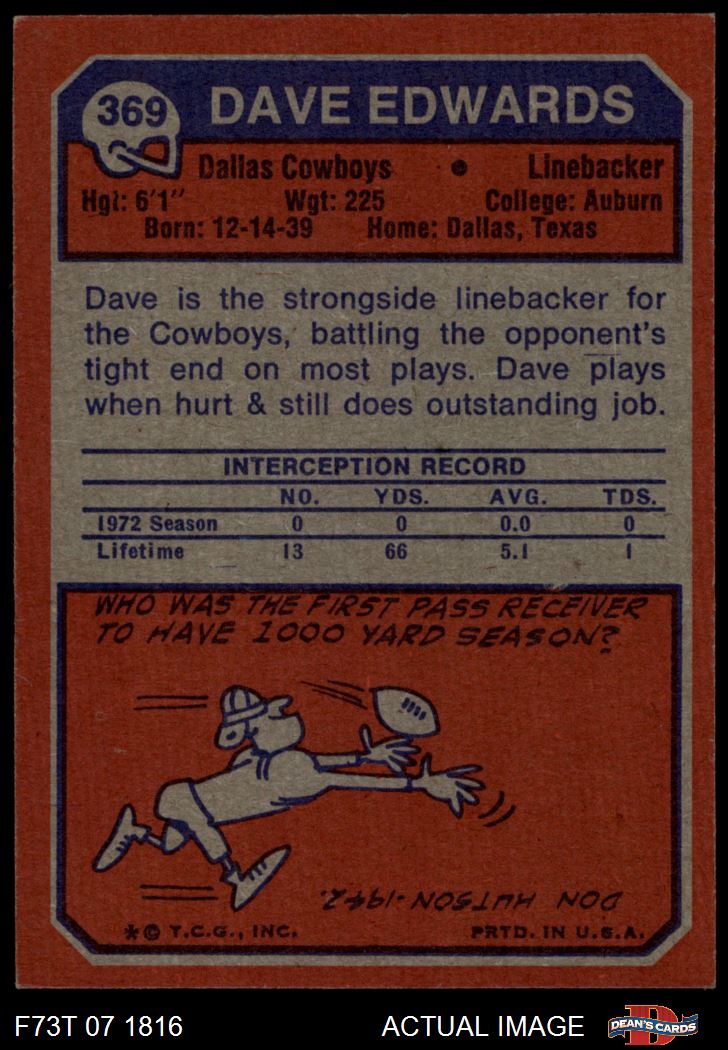 369 DAVE EDWARDS
Dallas Cowboys • Linebacker
Hgt: 6'1" Wgt: 225 College: Auburn
Born: 12-14-39 Home: Dallas, Texas
Dave is the strongside linebacker for
the Cowboys, battling the opponent's
tight end on most plays. Dave plays
when hurt & still does outstanding job.
INTERCEPTION RECORD
NO. YDS. AVG. TDS.
1972 Season 0 0 0.0 0
Lifetime 13 66 5.1 1
WHO WAS THE FIRST PASS RECEIVER
TO HAVE 1000 YARD SEASON?
DON HUTSON-1942.
*© T.C.G., INC. PRTD. IN U.S.A.
F73T 07 1816 ACTUAL IMAGE D DEAN'S CARDS